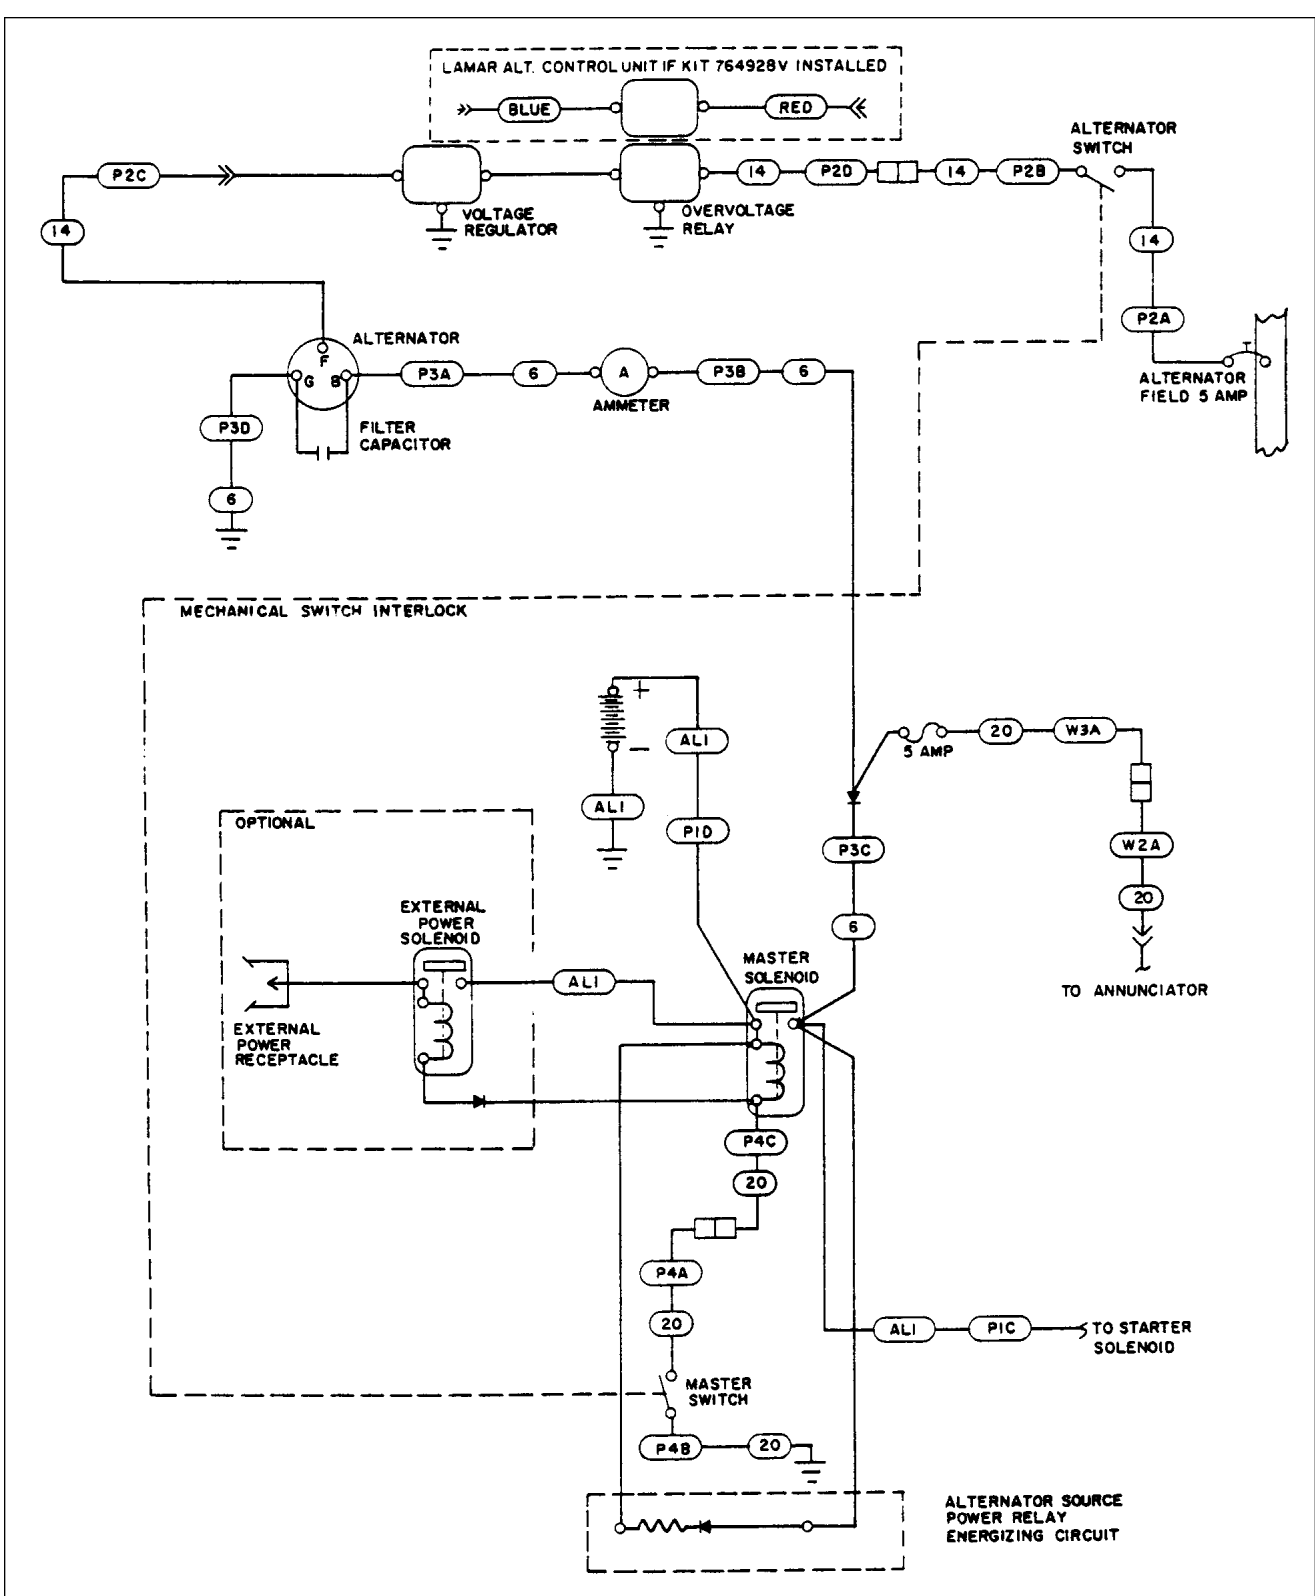 LAMAR ALT. CONTROL UNIT IF KIT 764928V INSTALLED
BLUE
RED
ALTERNATOR
SWITCH
P2C
14
P2D
14
P2B
VOLTAGE
REGULATOR
OVERVOLTAGE
RELAY
14
14
P2A
ALTERNATOR
FIELD 5 AMP
ALTERNATOR
F
G
B
P3A
6
A
P3B
6
AMMETER
P3D
FILTER
CAPACITOR
6
MECHANICAL SWITCH INTERLOCK
+
−
AL1
5 AMP
20
W3A
AL1
P1D
OPTIONAL
P3C
W2A
20
EXTERNAL
POWER
SOLENOID
6
MASTER
SOLENOID
AL1
TO ANNUNCIATOR
EXTERNAL
POWER
RECEPTACLE
P4C
20
P4A
20
AL1
P1C
TO STARTER
SOLENOID
MASTER
SWITCH
P4B
20
ALTERNATOR SOURCE
POWER RELAY
ENERGIZING CIRCUIT